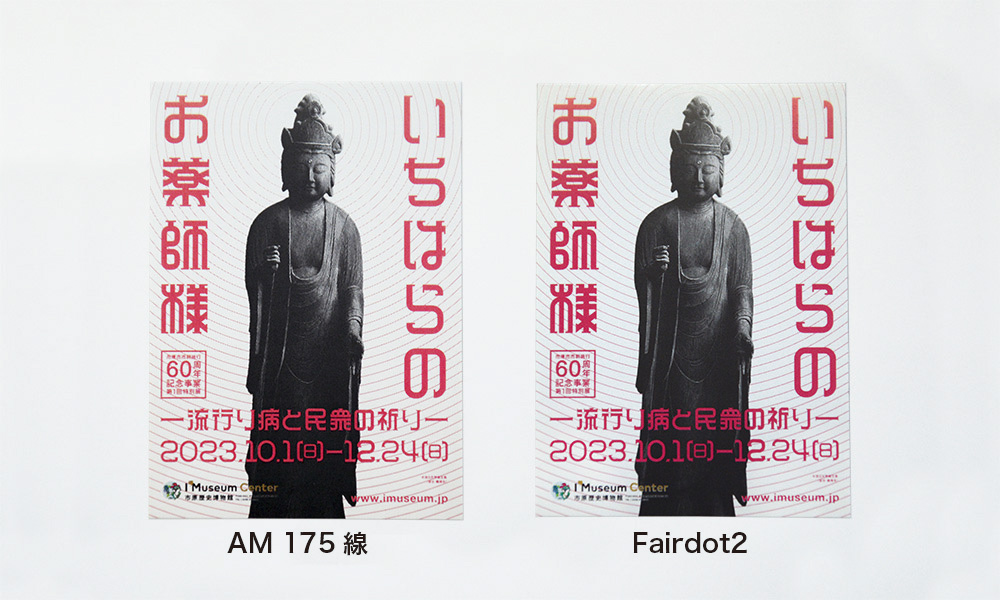 いちはらの
お薬師様
市原市市制施行
60周年
記念事業
第1回特別展
ー流行り病と民衆の祈りー
2023.10.1(日)−12.24(日)
I'Museum Center
市原歴史博物館
www.imuseum.jp
AM 175 線
いちはらの
お薬師様
市原市市制施行
60周年
記念事業
第1回特別展
ー流行り病と民衆の祈りー
2023.10.1(日)−12.24(日)
I'Museum Center
市原歴史博物館
www.imuseum.jp
Fairdot2